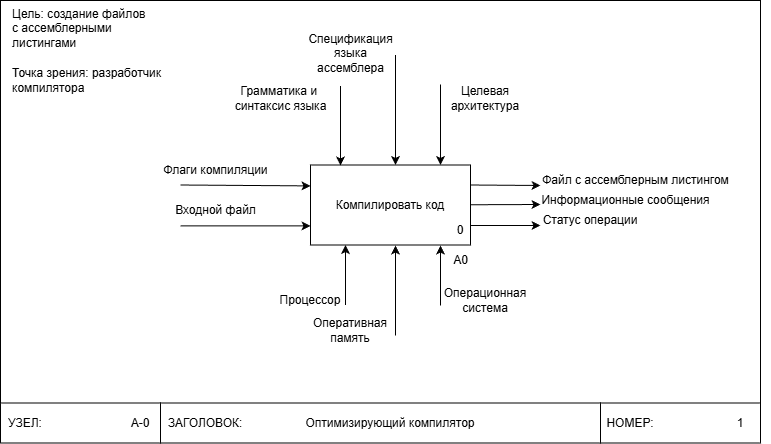 Цель: создание файлов
с ассемблерными
листингами
Точка зрения: разработчик
компилятора
Спецификация
языка
ассемблера
Грамматика и
синтаксис языка
Целевая
архитектура
Флаги компиляции
Входной файл
Компилировать код
0
A0
Файл с ассемблерным листингом
Информационные сообщения
Статус операции
Процессор
Оперативная
память
Операционная
система
УЗЕЛ:
A-0
ЗАГОЛОВОК:
Оптимизирующий компилятор
НОМЕР:
1